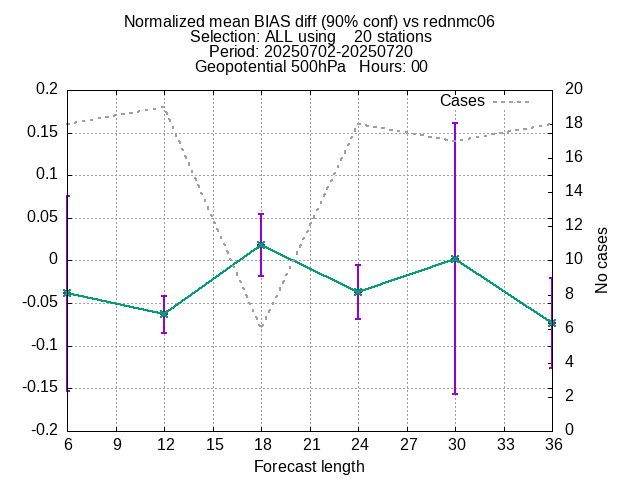 Normalized mean BIAS diff (90% conf) vs rednmc06
Selection: ALL using    20 stations
Period: 20250702-20250720
Geopotential 500hPa   Hours: 00
Cases
0.2
0.15
0.1
0.05
0
-0.05
-0.1
-0.15
-0.2
20
18
16
14
12
10
8
6
4
2
0
No cases
6 9 12 15 18 21 24 27 30 33 36
Forecast length